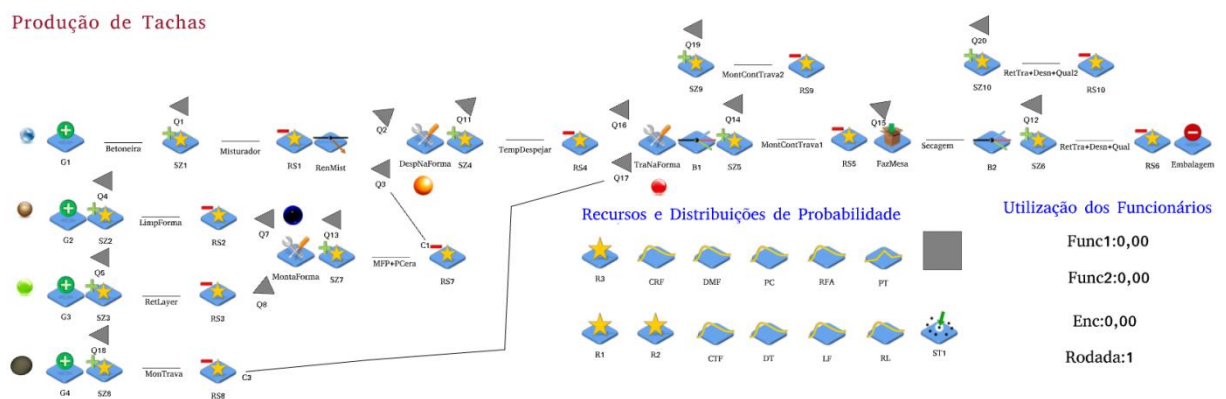 Produção de Tachas
Q19
SZ9
MontContTrava2
RS9
Q20
SZ10
RetTra+Desn+Qual2
RS10
Q1
G1
Betoneira
SZ1
Misturador
RS1
RenMist
Q2
Q3
DespNaForma
Q11
SZ4
TempDespejar
RS4
Q16
Q17
TraNaForma
B1
Q14
SZ5
MontContTrava1
RS5
Q15
FazMesa
Secagem
B2
Q12
SZ6
RetTra+Desn+Qual
RS6
Embalagem
Q4
G2
SZ2
LimpForma
RS2
Q7
Q8
MontaForma
Q13
SZ7
MFP+PCera
C1
RS7
Q5
G3
SZ3
RetLayer
RS3
Q18
G4
SZ8
MonTrava
RS8
C3
Recursos e Distribuições de Probabilidade
R3
CRF
DMF
PC
RFA
PT
R1
R2
CTF
DT
LF
RL
ST1
Utilização dos Funcionários
Func1:0,00
Func2:0,00
Enc:0,00
Rodada:1